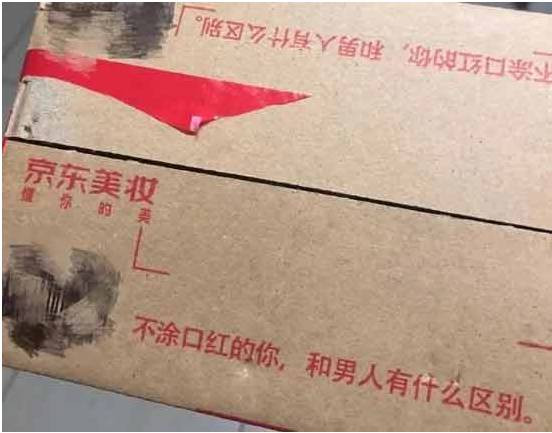 不涂口红的你，和男人有什么区别。
京东美妆
懂你的美
不涂口红的你，和男人有什么区别。